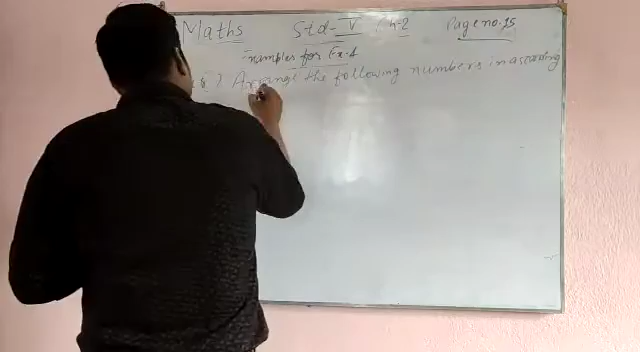 Maths Std-V Ch-2 Page no. 15
Examples for Ex-1
Arrange the following numbers in ascending